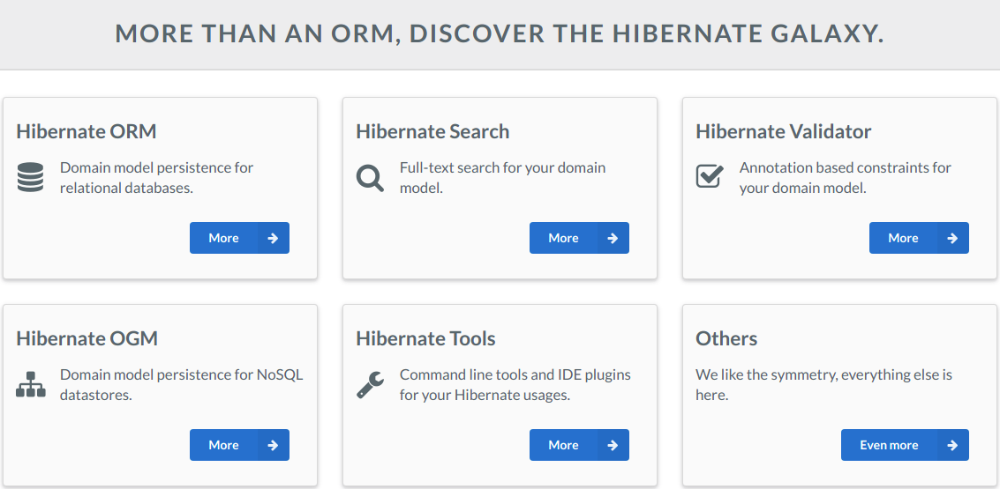 MORE THAN AN ORM, DISCOVER THE HIBERNATE GALAXY.
Hibernate ORM
Domain model persistence for
relational databases.
More
Hibernate Search
Full-text search for your domain
model.
More
Hibernate Validator
Annotation based constraints for
your domain model.
More
Hibernate OGM
Domain model persistence for NoSQL
datastores.
More
Hibernate Tools
Command line tools and IDE plugins
for your Hibernate usages.
More
Others
We like the symmetry, everything else is
here.
Even more